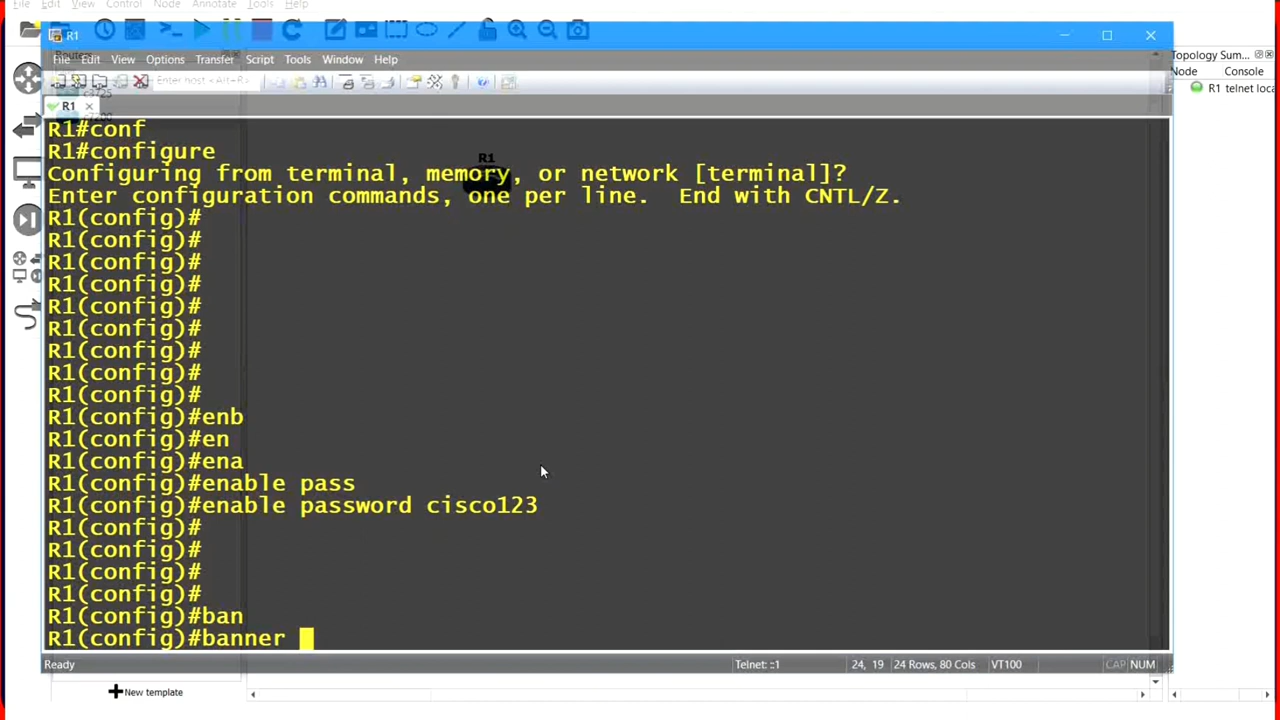 File Edit View Control Node Annotate Tools Help
R1
File Edit View Options Transfer Script Tools Window Help
Enter host <Alt+R>
R1
Topology Sum...
Node Console
R1 telnet loca
R1
R1#conf
R1#configure
Configuring from terminal, memory, or network [terminal]?
Enter configuration commands, one per line.  End with CNTL/Z.
R1(config)#
R1(config)#
R1(config)#
R1(config)#
R1(config)#
R1(config)#
R1(config)#
R1(config)#
R1(config)#
R1(config)#enb
R1(config)#en
R1(config)#ena
R1(config)#enable pass
R1(config)#enable password cisco123
R1(config)#
R1(config)#
R1(config)#
R1(config)#
R1(config)#ban
R1(config)#banner
Ready Telnet: ::1 24, 19 24 Rows, 80 Cols VT100 CAP NUM
New template